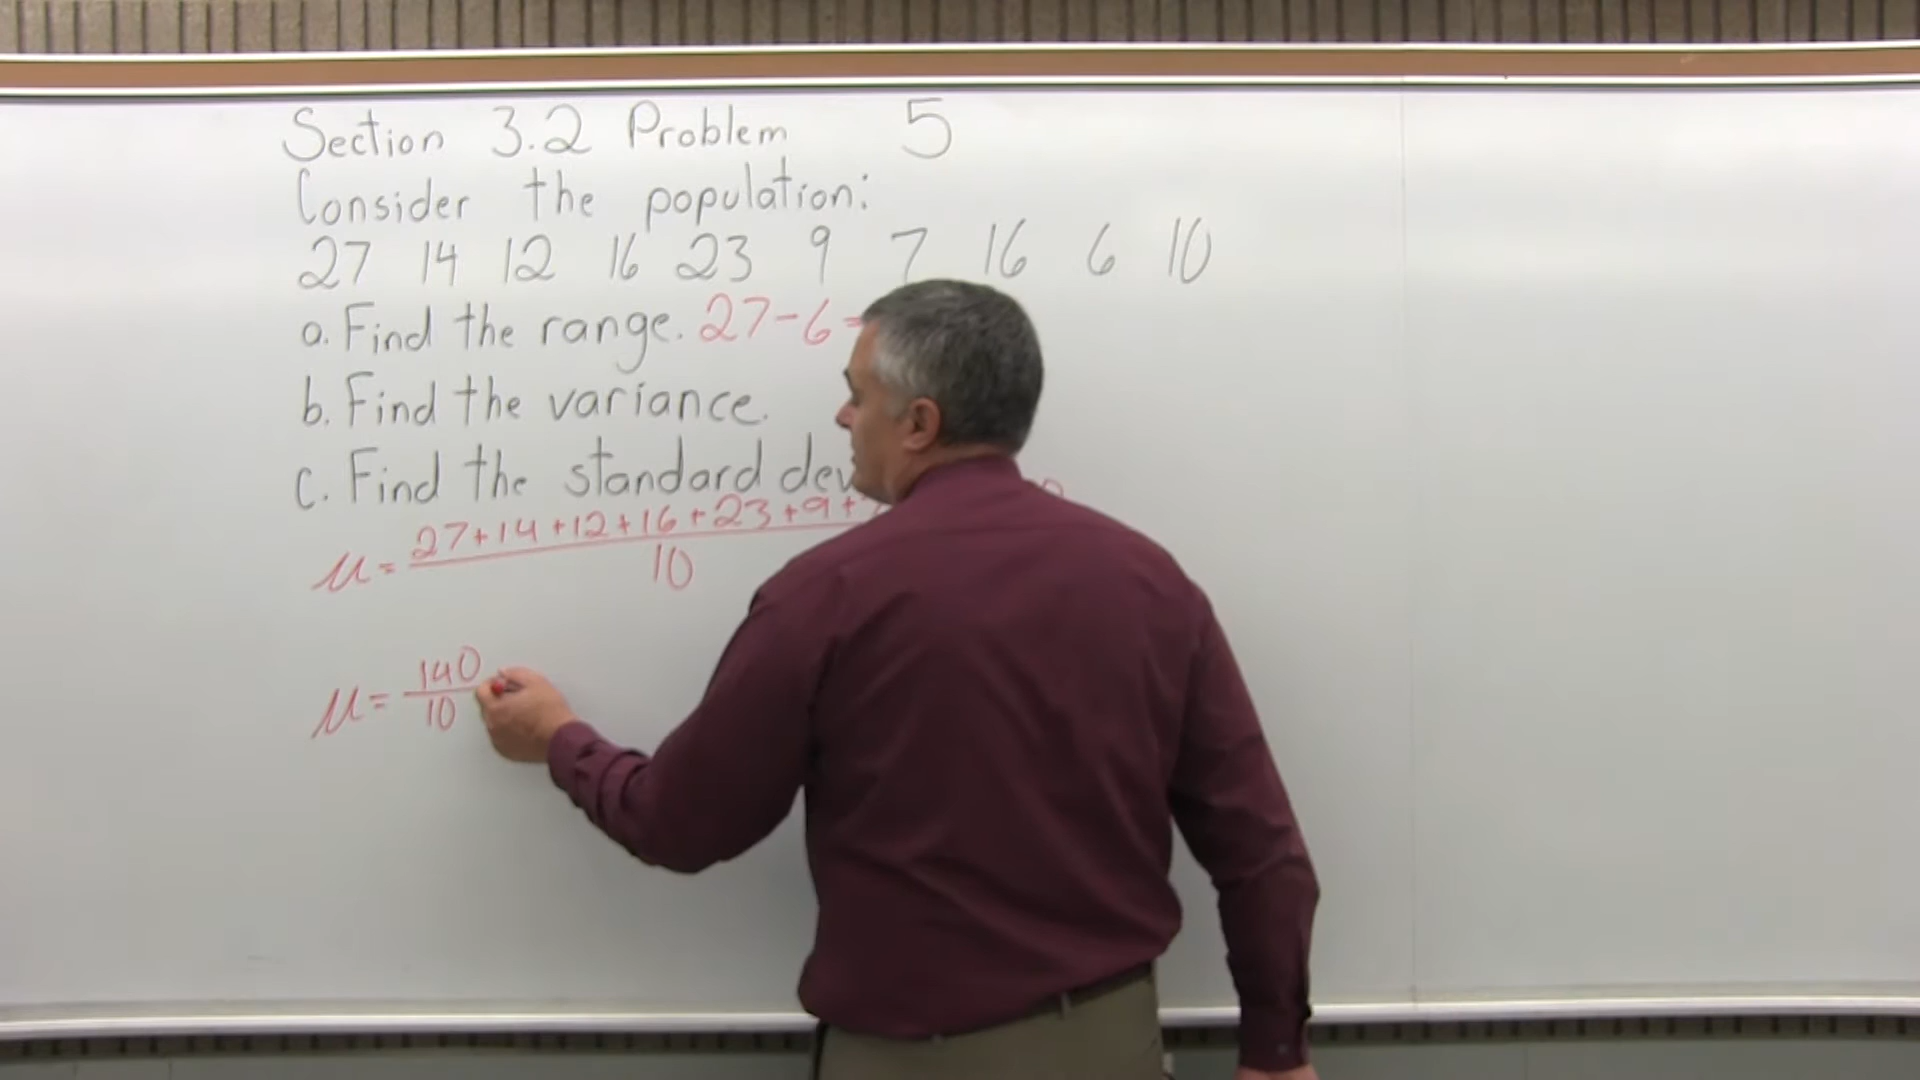 Section 3.2 Problem 5
Consider the population:
27 14 12 16 23 9 7 16 6 10
a. Find the range. 27-6=
b. Find the variance.
c. Find the standard dev
μ = 27+14+12+16+23+9+7
10
μ = 140
10